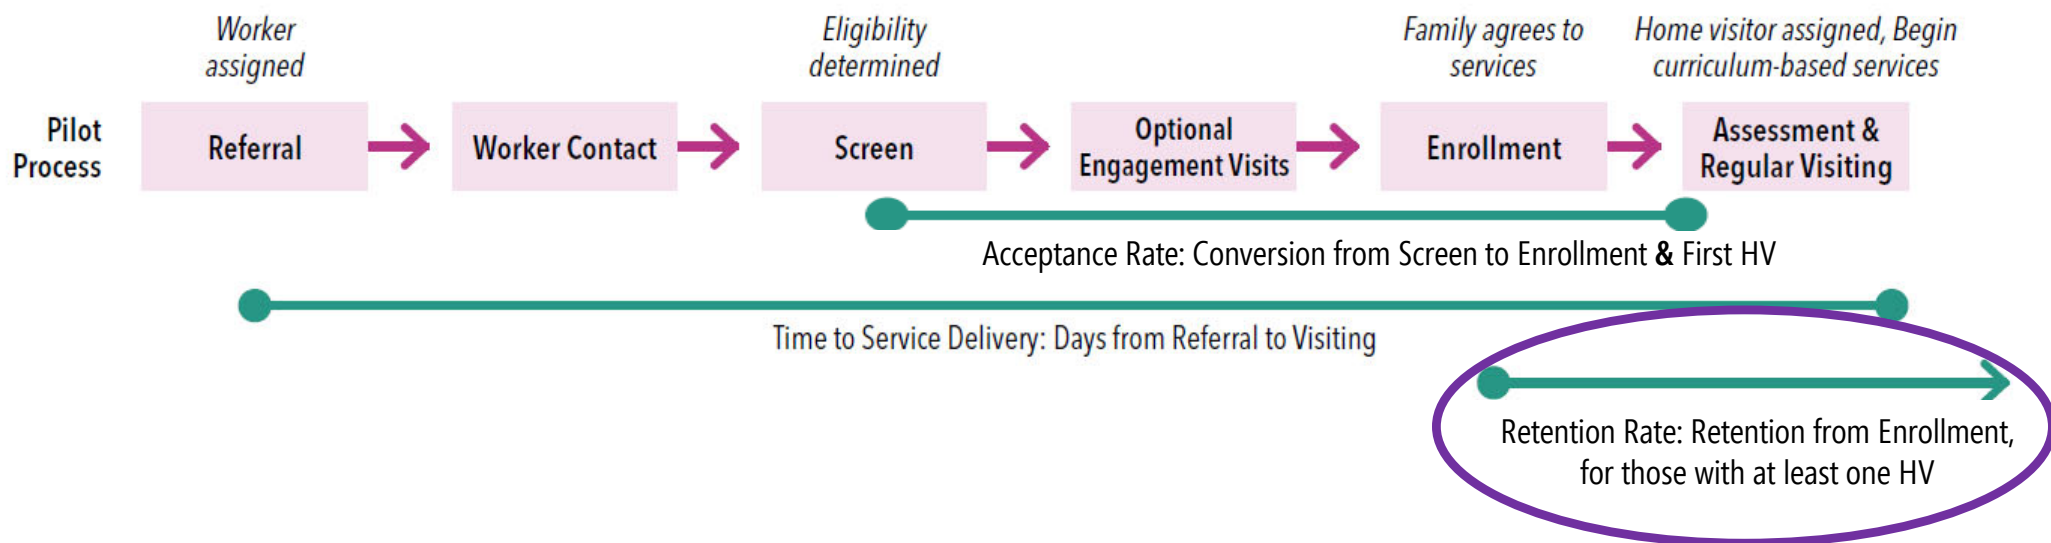 Worker
assigned
Eligibility
determined
Family agrees to
services
Home visitor assigned, Begin
curriculum-based services
Pilot
Process
Referral
Worker Contact
Screen
Optional
Engagement Visits
Enrollment
Assessment &
Regular Visiting
Acceptance Rate: Conversion from Screen to Enrollment & First HV
Time to Service Delivery: Days from Referral to Visiting
Retention Rate: Retention from Enrollment,
for those with at least one HV